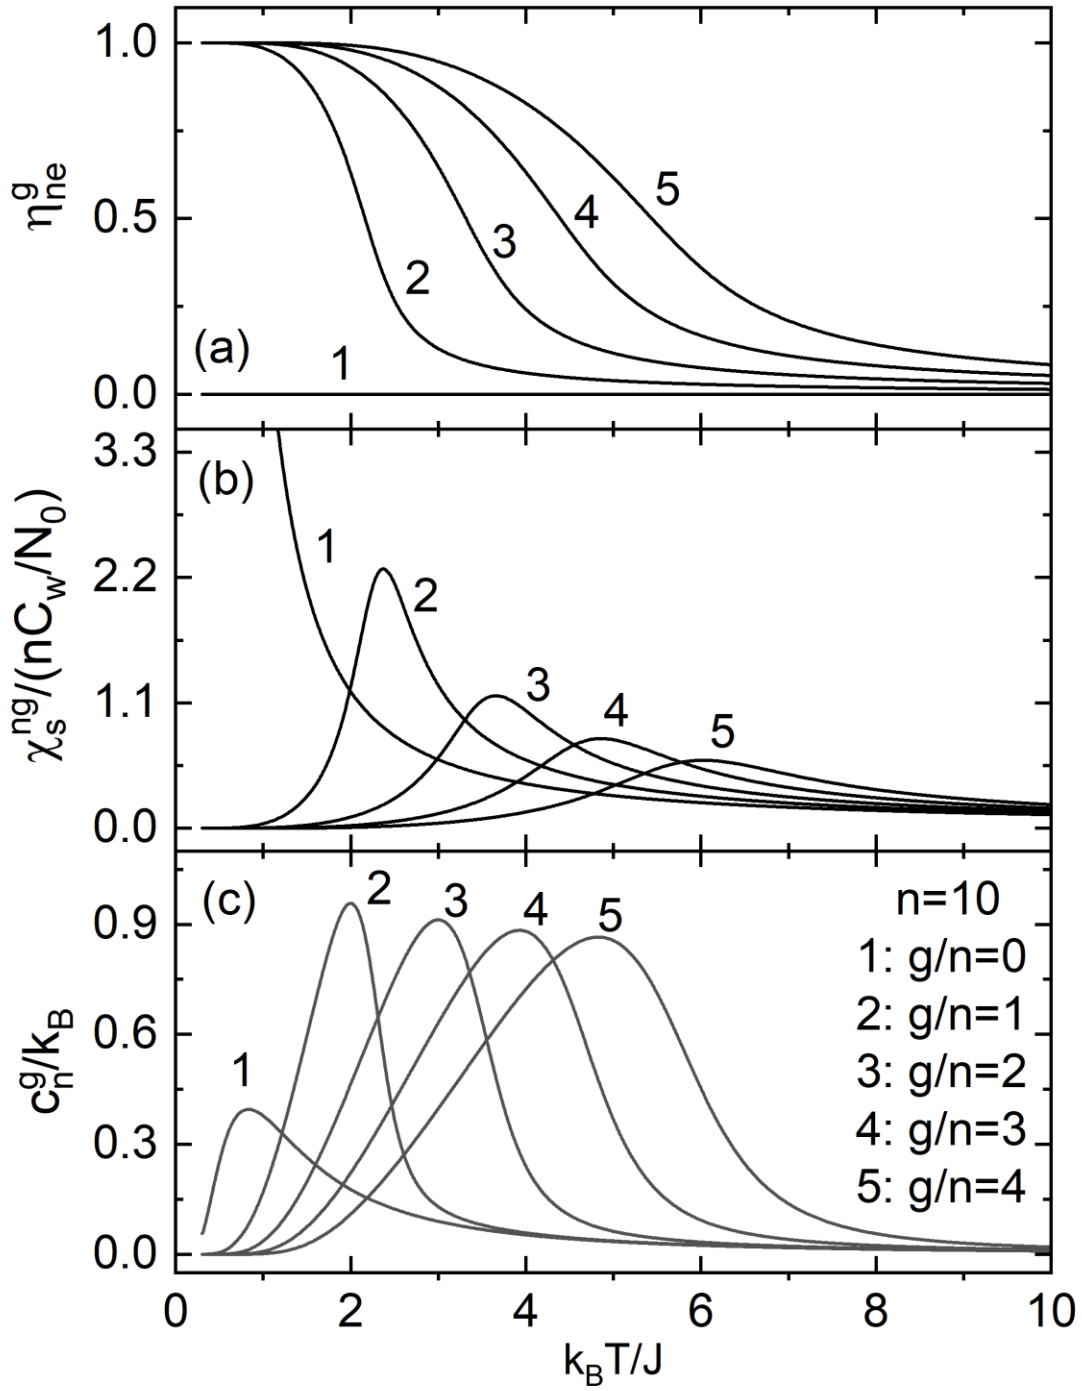 1.0
η_ne^g
0.5
0.0
(a)
1
2
3
4
5
3.3
χ_s^ng/(nC_w/N_0)
2.2
1.1
0.0
(b)
1
2
3
4
5
0.9
c_n^g/k_B
0.6
0.3
0.0
(c)
1
2
3
4
5
n=10
1: g/n=0
2: g/n=1
3: g/n=2
4: g/n=3
5: g/n=4
0 2 4 6 8 10
k_BT/J